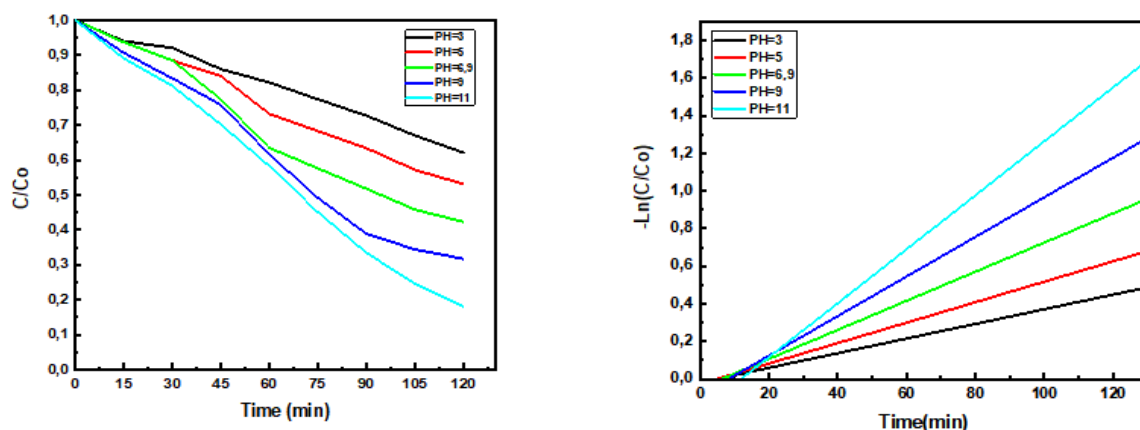 C/Co
1,0
0,9
0,8
0,7
0,6
0,5
0,4
0,3
0,2
0,1
0,0
PH=3
PH=5
PH=6,9
PH=9
PH=11
0 15 30 45 60 75 90 105 120
Time (min)
-Ln(C/Co)
1,8
1,6
1,4
1,2
1,0
0,8
0,6
0,4
0,2
0,0
PH=3
PH=5
PH=6,9
PH=9
PH=11
0 20 40 60 80 100 120
Time(min)